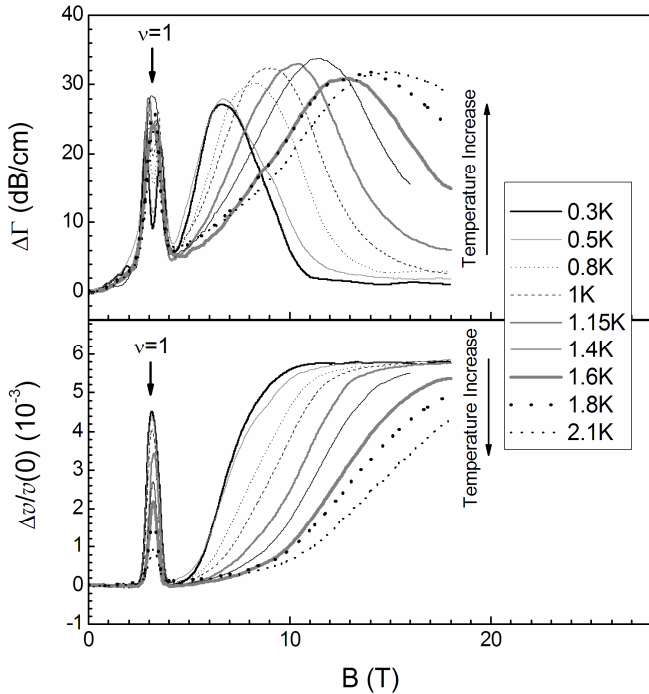 40
ν=1
30
20
10
0
ΔΓ (dB/cm)
Temperature Increase
0.3K
0.5K
0.8K
1K
1.15K
1.4K
1.6K
1.8K
2.1K
ν=1
6
5
4
3
2
1
0
-1
Δv/v(0) (10⁻³)
Temperature Increase
0 10 20
B (T)